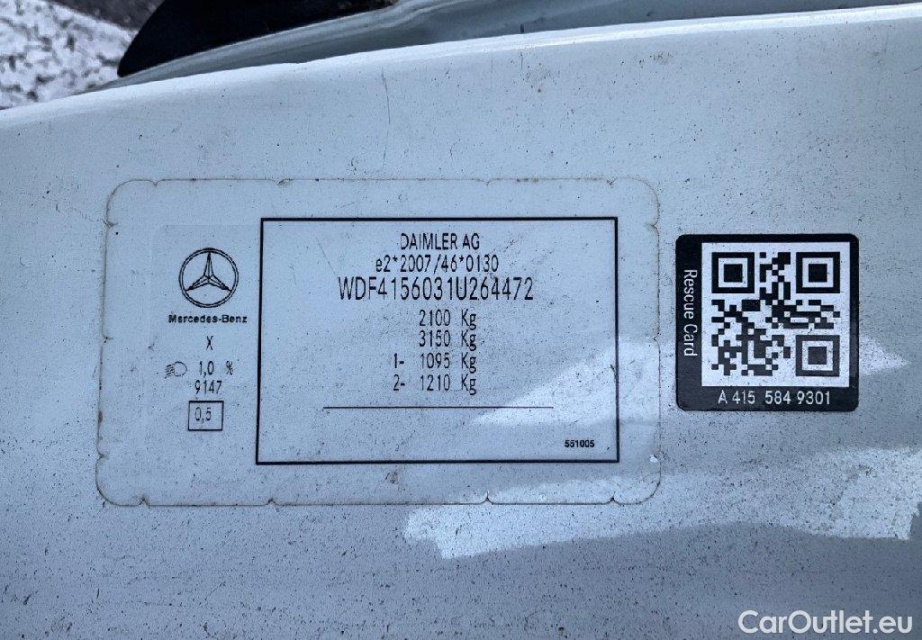 DAIMLER AG
e2*2007/46*0130
WDF4156031U264472
2100 Kg
3150 Kg
1- 1095 Kg
2- 1210 Kg
551005
Mercedes-Benz
X
1,0 %
9147
0,5
Rescue Card
A 415 584 9301
CarOutlet.eu